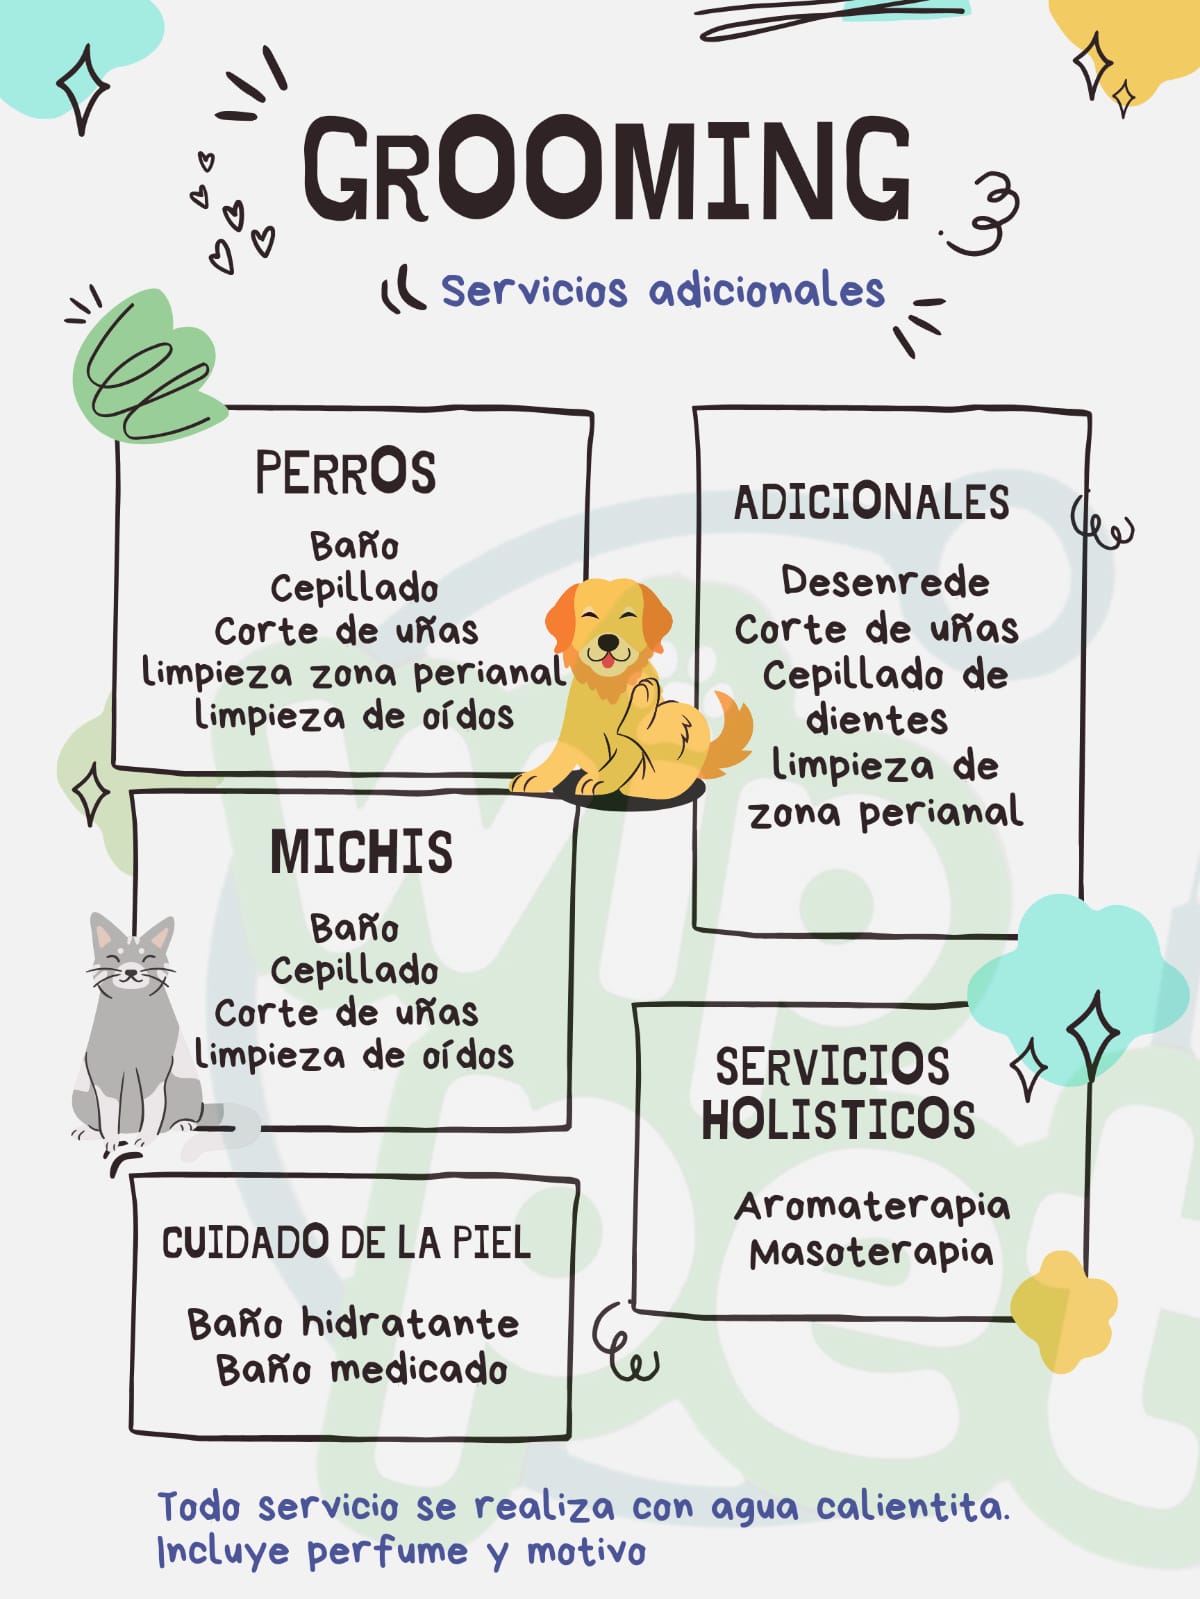 GROOMING
Servicios adicionales
PERROS
Baño
Cepillado
Corte de uñas
limpieza zona perianal
limpieza de oídos
ADICIONALES
Desenrede
Corte de uñas
Cepillado de
dientes
limpieza de
zona perianal
MICHIS
Baño
Cepillado
Corte de uñas
limpieza de oídos
SERVICIOS
HOLISTICOS
Aromaterapia
Masoterapia
CUIDADO DE LA PIEL
Baño hidratante
Baño medicado
Todo servicio se realiza con agua calientita.
Incluye perfume y motivo